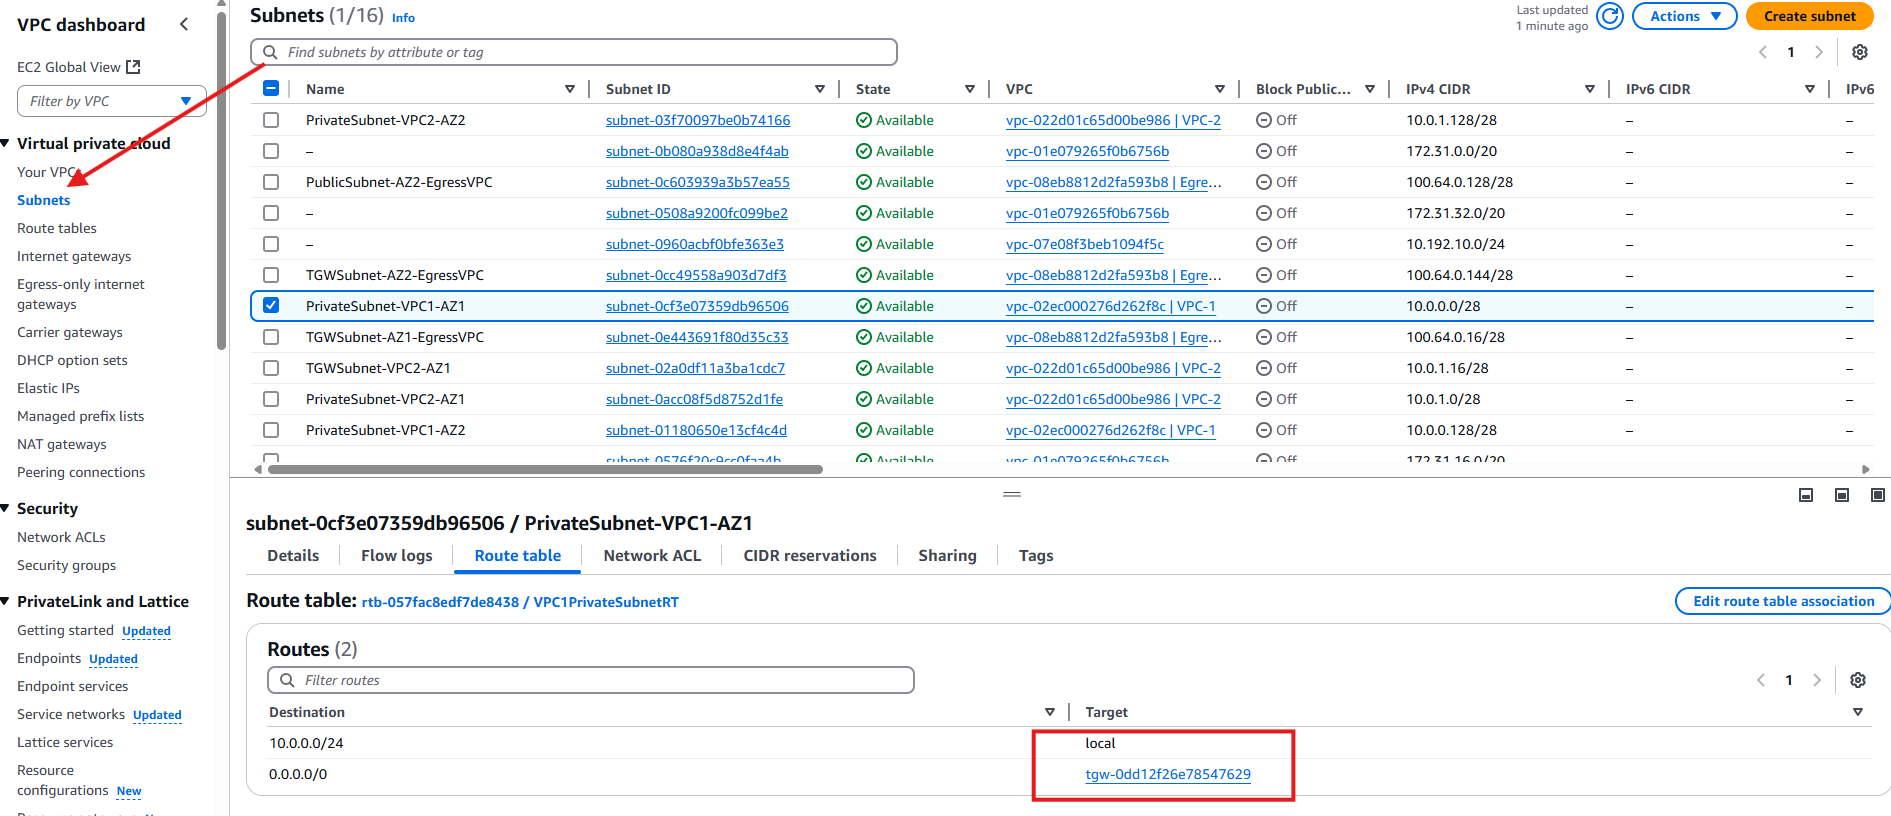 VPC dashboard
EC2 Global View
Filter by VPC
Virtual private cloud
Your VPCs
Subnets
Route tables
Internet gateways
Egress-only internet
gateways
Carrier gateways
DHCP option sets
Elastic IPs
Managed prefix lists
NAT gateways
Peering connections
Security
Network ACLs
Security groups
PrivateLink and Lattice
Getting started Updated
Endpoints Updated
Endpoint services
Service networks Updated
Lattice services
Resource
configurations New
Subnets (1/16) Info
Last updated
1 minute ago
Actions
Create subnet
Find subnets by attribute or tag
1
Name Subnet ID State VPC Block Public... IPv4 CIDR IPv6 CIDR IPv6
PrivateSubnet-VPC2-AZ2 subnet-03f70097be0b74166 Available vpc-022d01c65d00be986 | VPC-2 Off 10.0.1.128/28 – –
– subnet-0b080a938d8e4f4ab Available vpc-01e079265f0b6756b Off 172.31.0.0/20 – –
PublicSubnet-AZ2-EgressVPC subnet-0c603939a3b57ea55 Available vpc-08eb8812d2fa593b8 | Egre... Off 100.64.0.128/28 – –
– subnet-0508a9200fc099be2 Available vpc-01e079265f0b6756b Off 172.31.32.0/20 – –
– subnet-0960acbf0bfe363e3 Available vpc-07e08f3beb1094f5c Off 10.192.10.0/24 – –
TGWSubnet-AZ2-EgressVPC subnet-0cc49558a903d7df3 Available vpc-08eb8812d2fa593b8 | Egre... Off 100.64.0.144/28 – –
PrivateSubnet-VPC1-AZ1 subnet-0cf3e07359db96506 Available vpc-02ec000276d262f8c | VPC-1 Off 10.0.0.0/28 – –
TGWSubnet-AZ1-EgressVPC subnet-0e443691f80d35c33 Available vpc-08eb8812d2fa593b8 | Egre... Off 100.64.0.16/28 – –
TGWSubnet-VPC2-AZ1 subnet-02a0df11a3ba1cdc7 Available vpc-022d01c65d00be986 | VPC-2 Off 10.0.1.16/28 – –
PrivateSubnet-VPC2-AZ1 subnet-0acc08f5d8752d1fe Available vpc-022d01c65d00be986 | VPC-2 Off 10.0.1.0/28 – –
PrivateSubnet-VPC1-AZ2 subnet-01180650e13cf4c4d Available vpc-02ec000276d262f8c | VPC-1 Off 10.0.0.128/28 – –
Available vpc-01e079265f0b6756b Off 172.31.16.0/20
subnet-0cf3e07359db96506 / PrivateSubnet-VPC1-AZ1
Details Flow logs Route table Network ACL CIDR reservations Sharing Tags
Route table: rtb-057fac8edf7de8438 / VPC1PrivateSubnetRT
Edit route table association
Routes (2)
Filter routes
1
Destination Target
10.0.0.0/24 local
0.0.0.0/0 tgw-0dd12f26e78547629